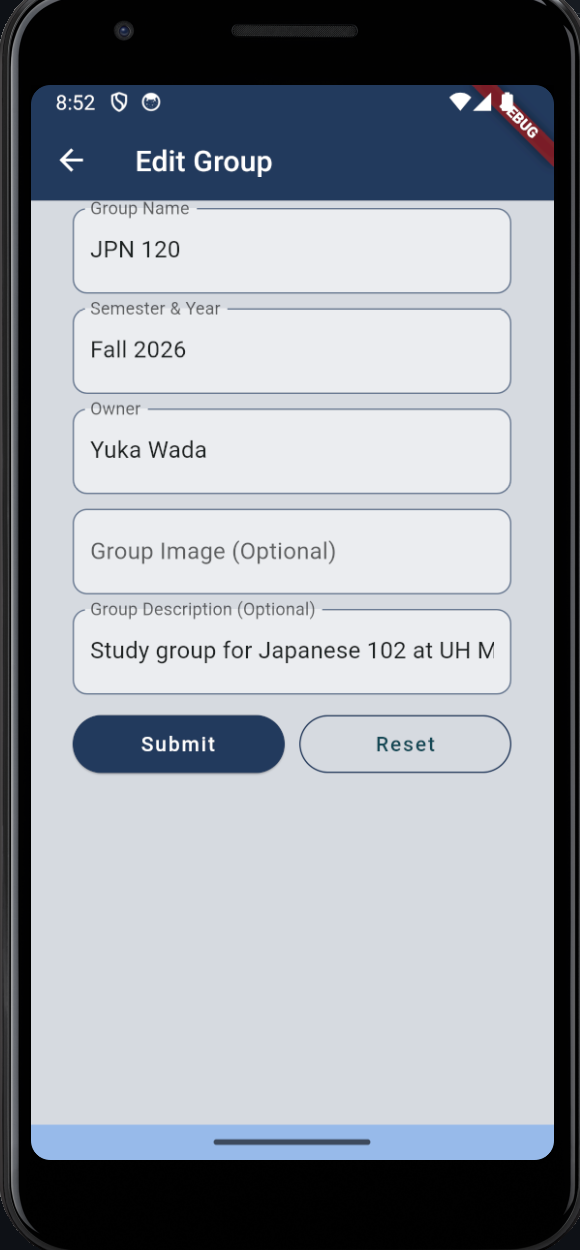 8:52
DEBUG
Edit Group
Group Name
JPN 120
Semester & Year
Fall 2026
Owner
Yuka Wada
Group Image (Optional)
Group Description (Optional)
Study group for Japanese 102 at UH M
Submit
Reset